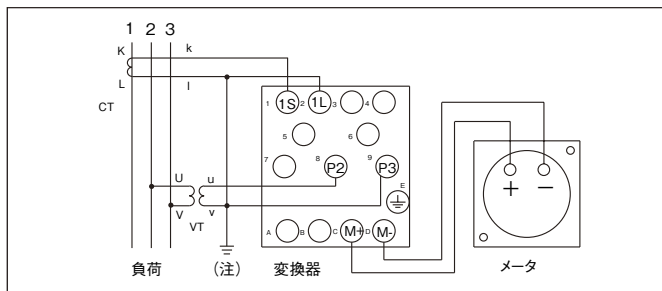 1 2 3
K k
L l
CT
1 1S 2 1L 3 4
5 6
7 8 P2 9 P3
U u
V v
VT
E
+ −
A B C M+ D M-
負荷 (注) 変換器 メータ